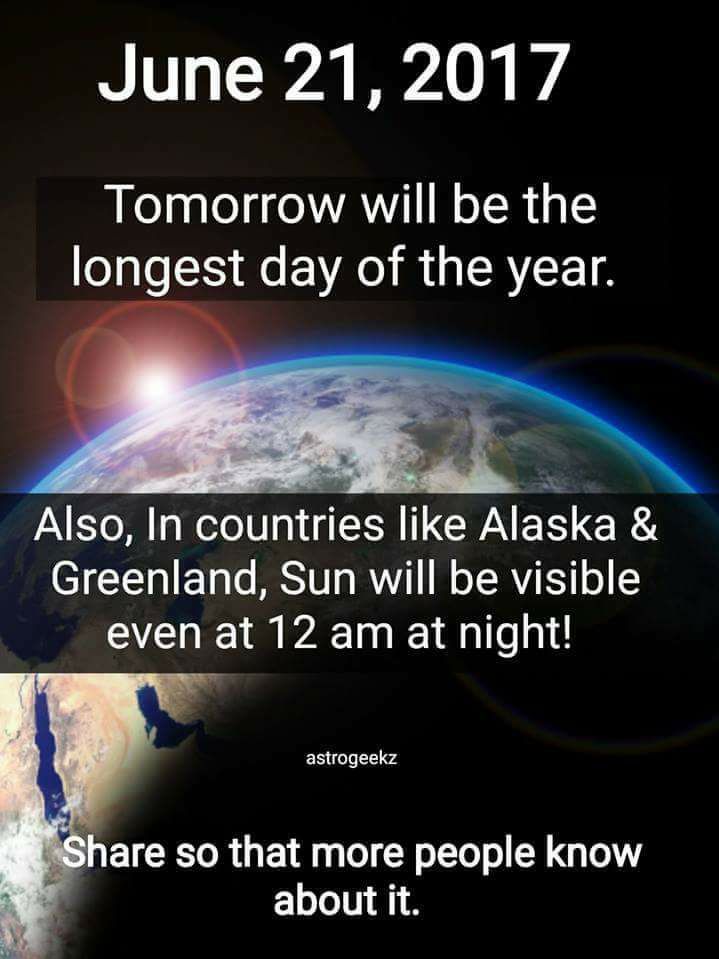 June 21, 2017
Tomorrow will be the
longest day of the year.
Also, In countries like Alaska &
Greenland, Sun will be visible
even at 12 am at night!
astrogeekz
Share so that more people know
about it.